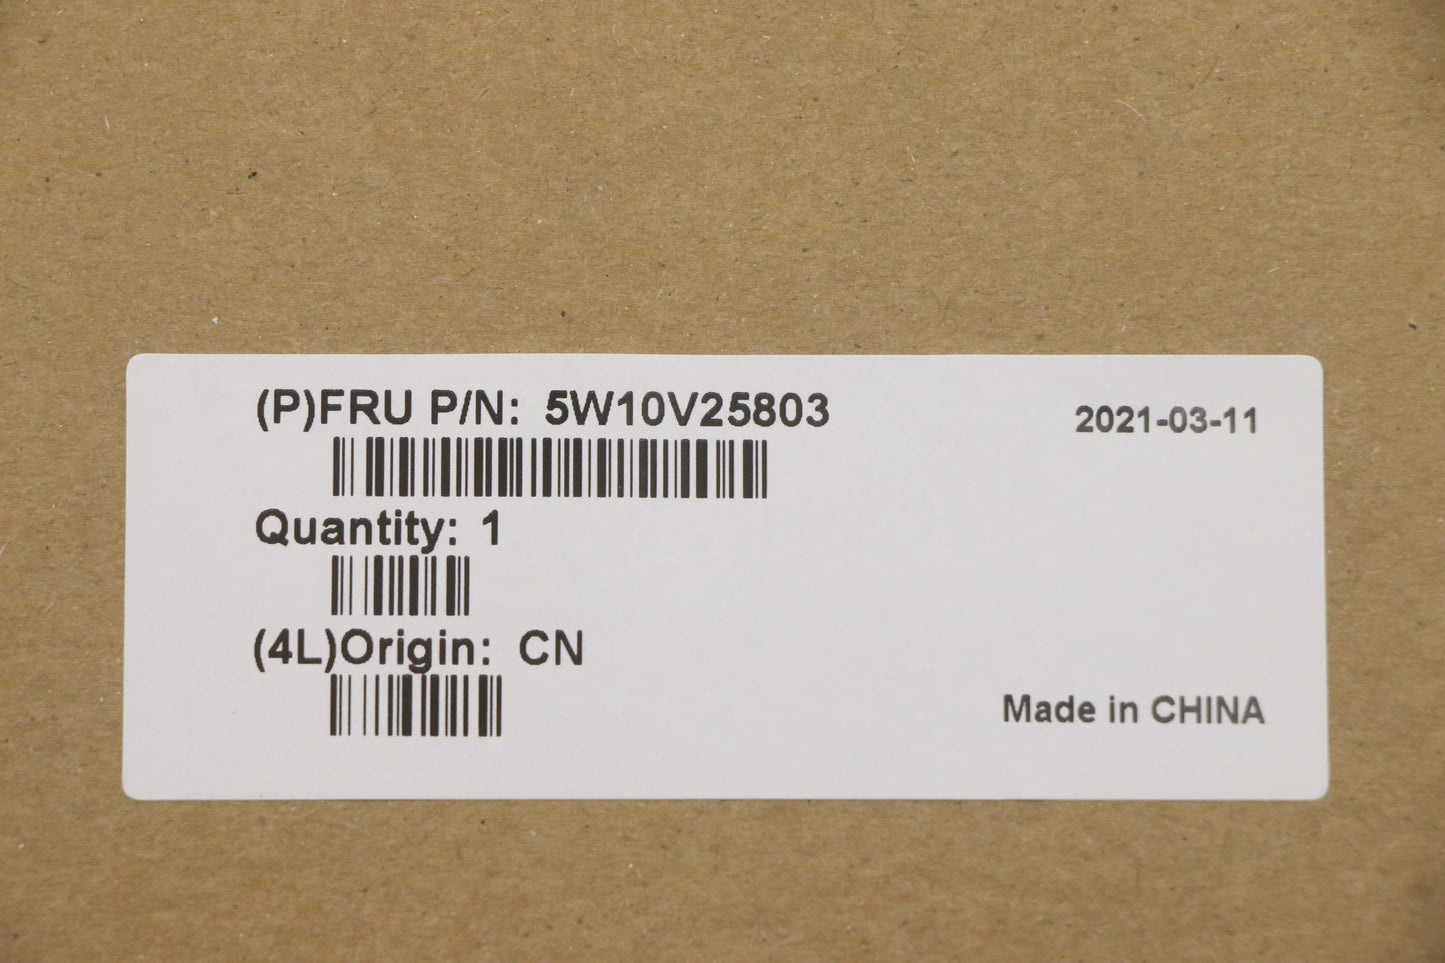 (P)FRU P/N: 5W10V25803
2021-03-11
Quantity: 1
(4L)Origin: CN
Made in CHINA